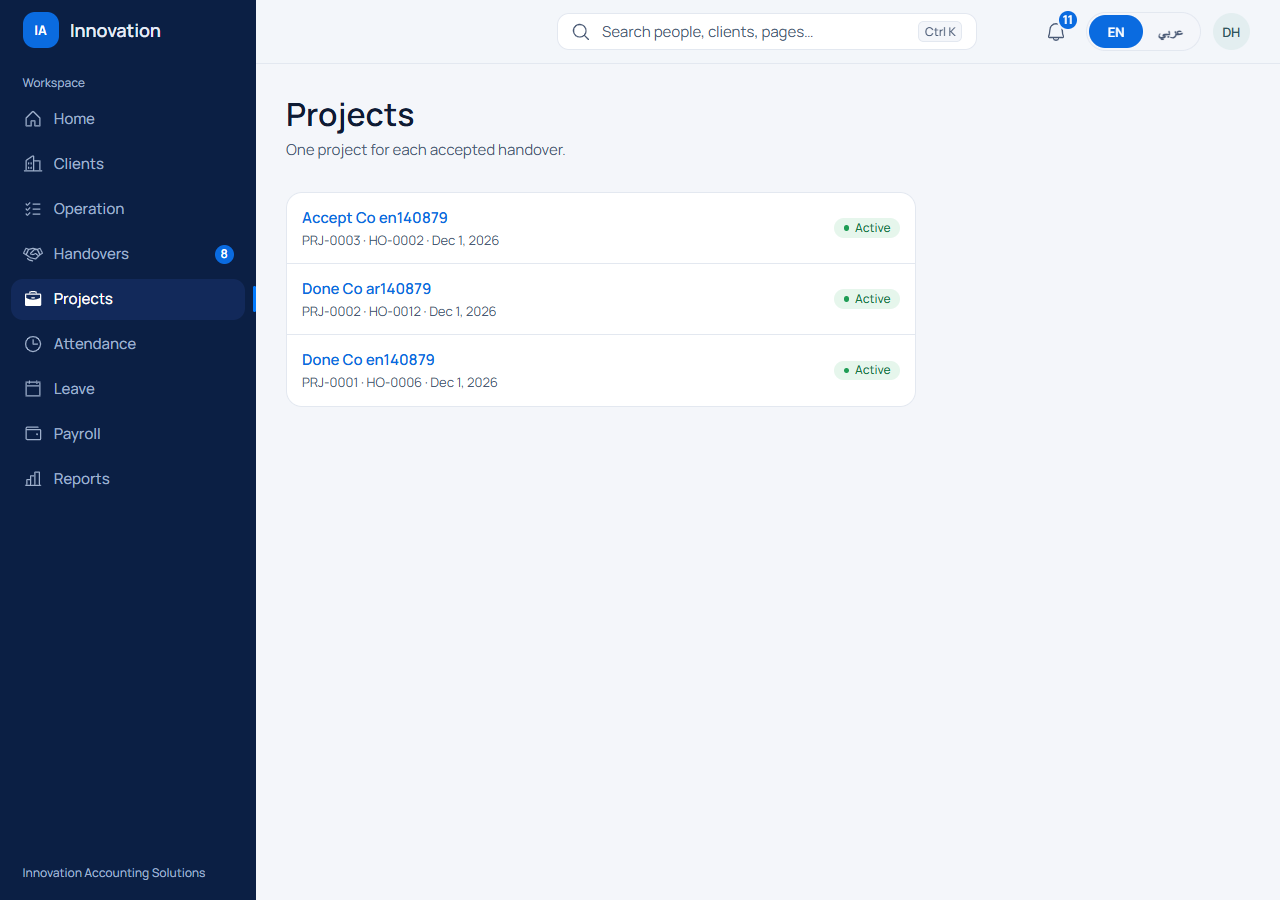 IA Innovation
Search people, clients, pages... Ctrl K
11
EN عربي DH
Workspace
Home
Clients
Operation
Handovers 8
Projects
Attendance
Leave
Payroll
Reports
Innovation Accounting Solutions
Projects
One project for each accepted handover.
Accept Co en140879
PRJ-0003 · HO-0002 · Dec 1, 2026
Active
Done Co ar140879
PRJ-0002 · HO-0012 · Dec 1, 2026
Active
Done Co en140879
PRJ-0001 · HO-0006 · Dec 1, 2026
Active